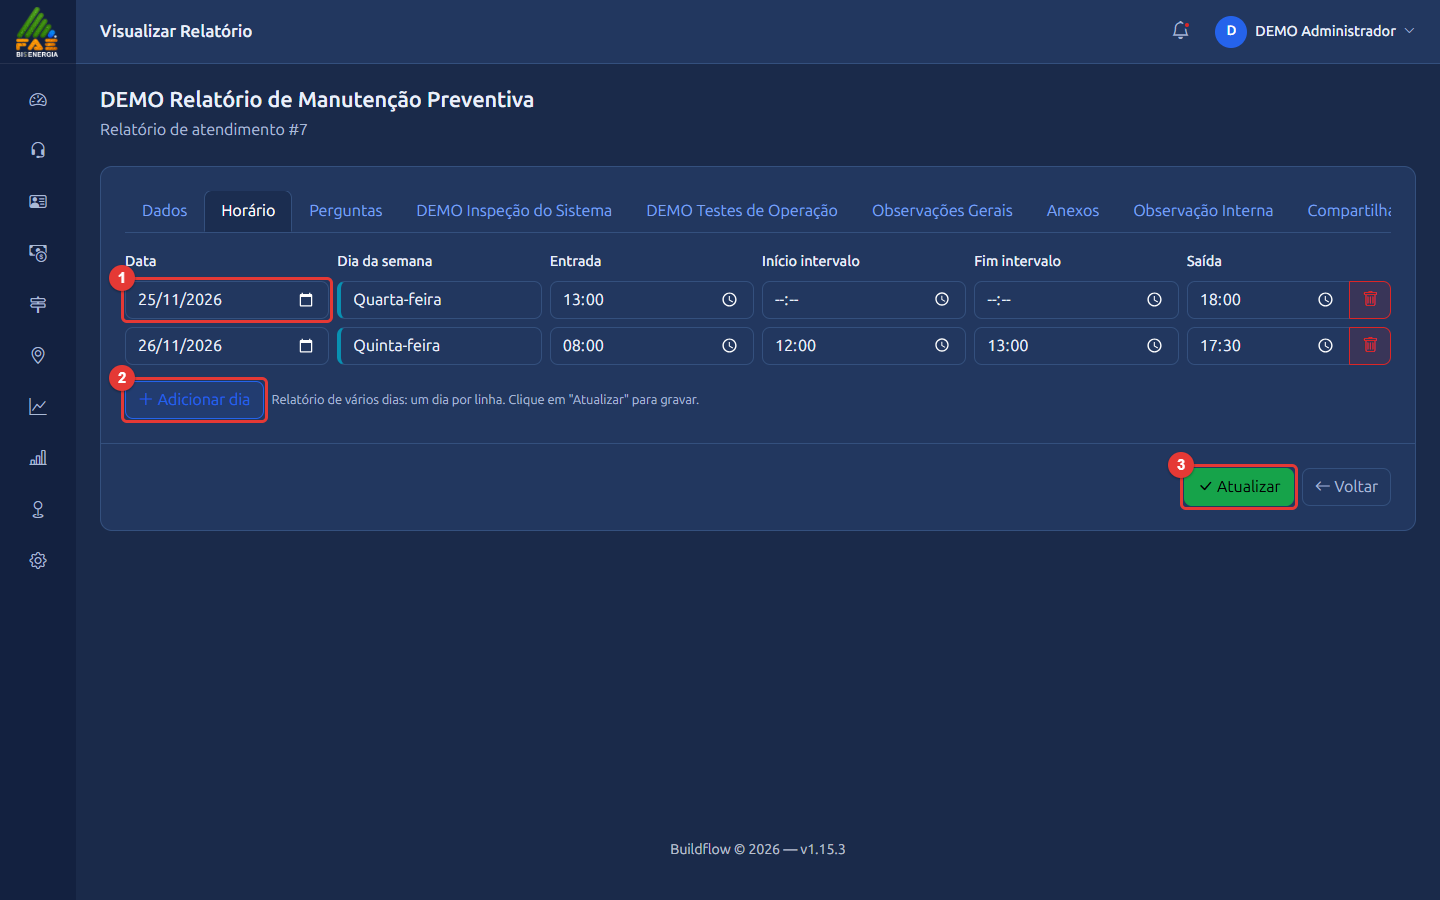 FAE
BIOENERGIA
Visualizar Relatório
D
DEMO Administrador
DEMO Relatório de Manutenção Preventiva
Relatório de atendimento #7
Dados
Horário
Perguntas
DEMO Inspeção do Sistema
DEMO Testes de Operação
Observações Gerais
Anexos
Observação Interna
Compartilha
Data
Dia da semana
Entrada
Início intervalo
Fim intervalo
Saída
1
25/11/2026
Quarta-feira
13:00
--:--
--:--
18:00
26/11/2026
Quinta-feira
08:00
12:00
13:00
17:30
2
+ Adicionar dia
Relatório de vários dias: um dia por linha. Clique em "Atualizar" para gravar.
3
Atualizar
Voltar
Buildflow © 2026 — v1.15.3